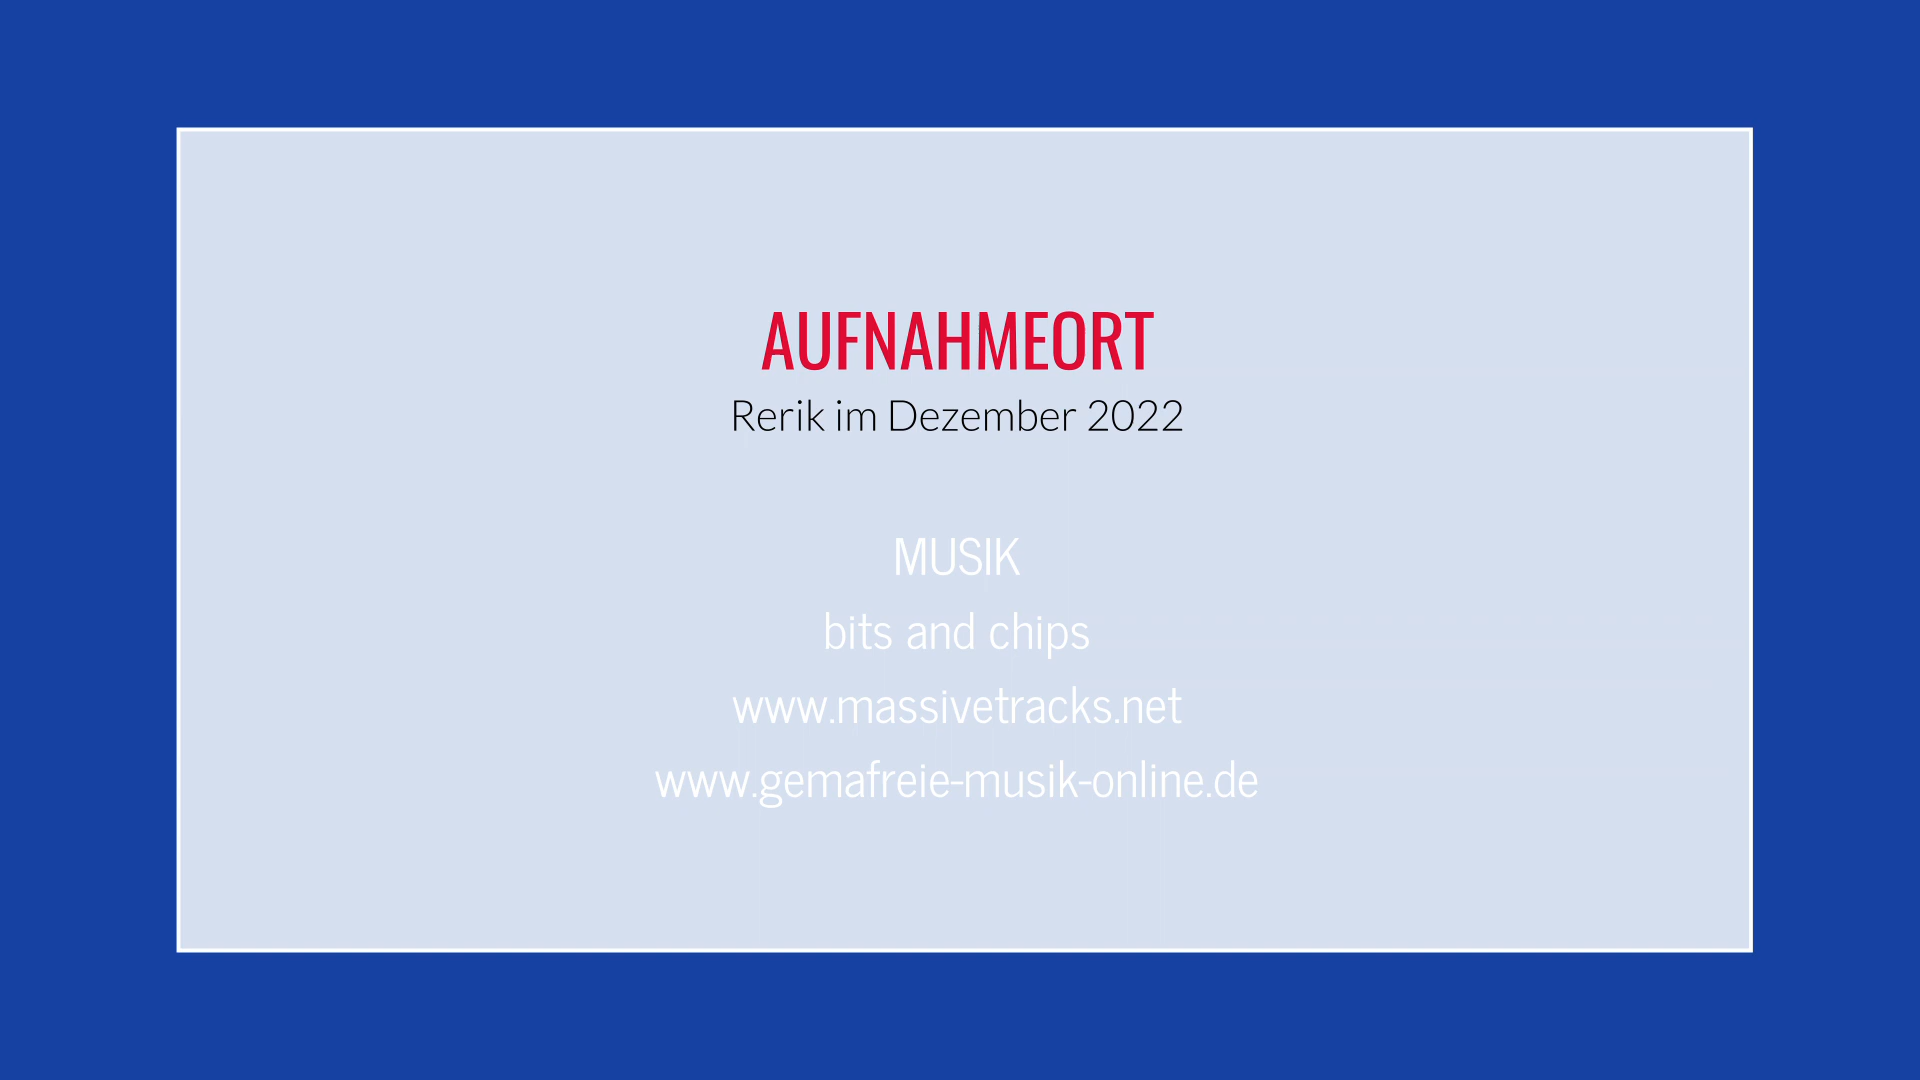 AUFNAHMEORT
Rerik im Dezember 2022
MUSIK
bits and chips
www.massivetracks.net
www.gemafreie-musik-online.de